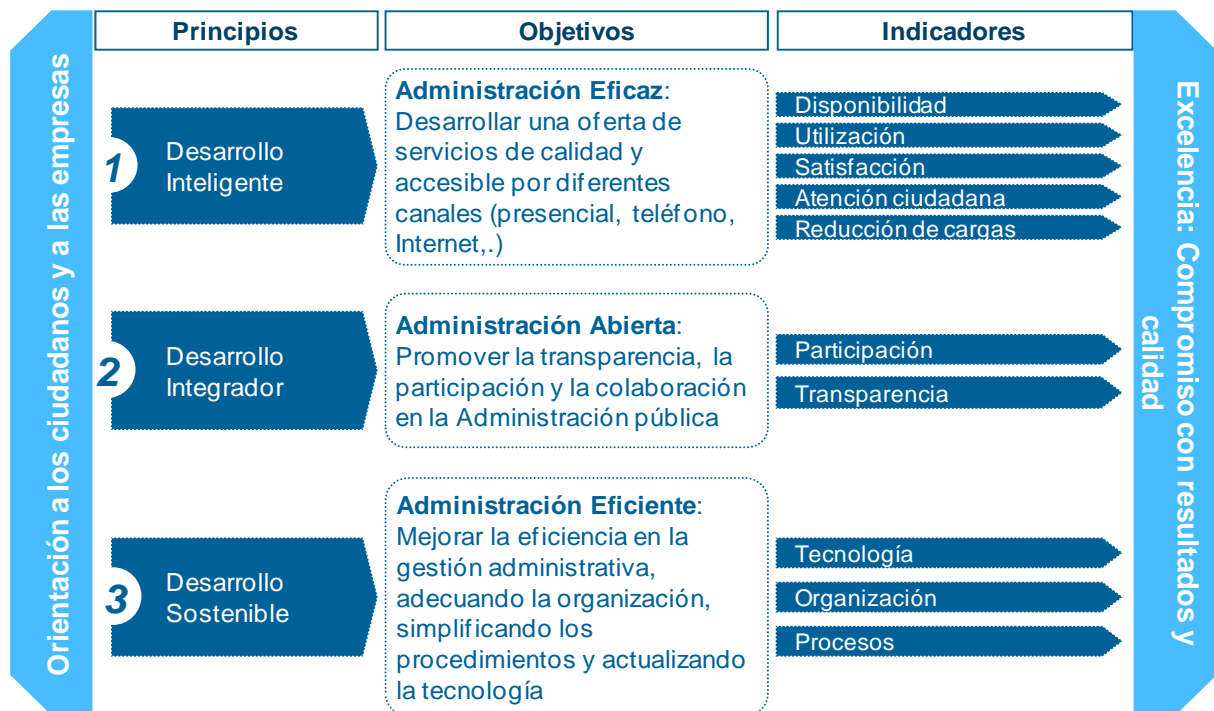 Orientación a los ciudadanos y a las empresas
Principios
Objetivos
Indicadores
1
Desarrollo
Inteligente
Administración Eficaz:
Desarrollar una oferta de
servicios de calidad y
accesible por diferentes
canales (presencial, teléfono,
Internet,.)
Disponibilidad
Utilización
Satisfacción
Atención ciudadana
Reducción de cargas
2
Desarrollo
Integrador
Administración Abierta:
Promover la transparencia, la
participación y la colaboración
en la Administración pública
Participación
Transparencia
3
Desarrollo
Sostenible
Administración Eficiente:
Mejorar la eficiencia en la
gestión administrativa,
adecuando la organización,
simplificando los
procedimientos y actualizando
la tecnología
Tecnología
Organización
Procesos
Excelencia: Compromiso con resultados y
calidad